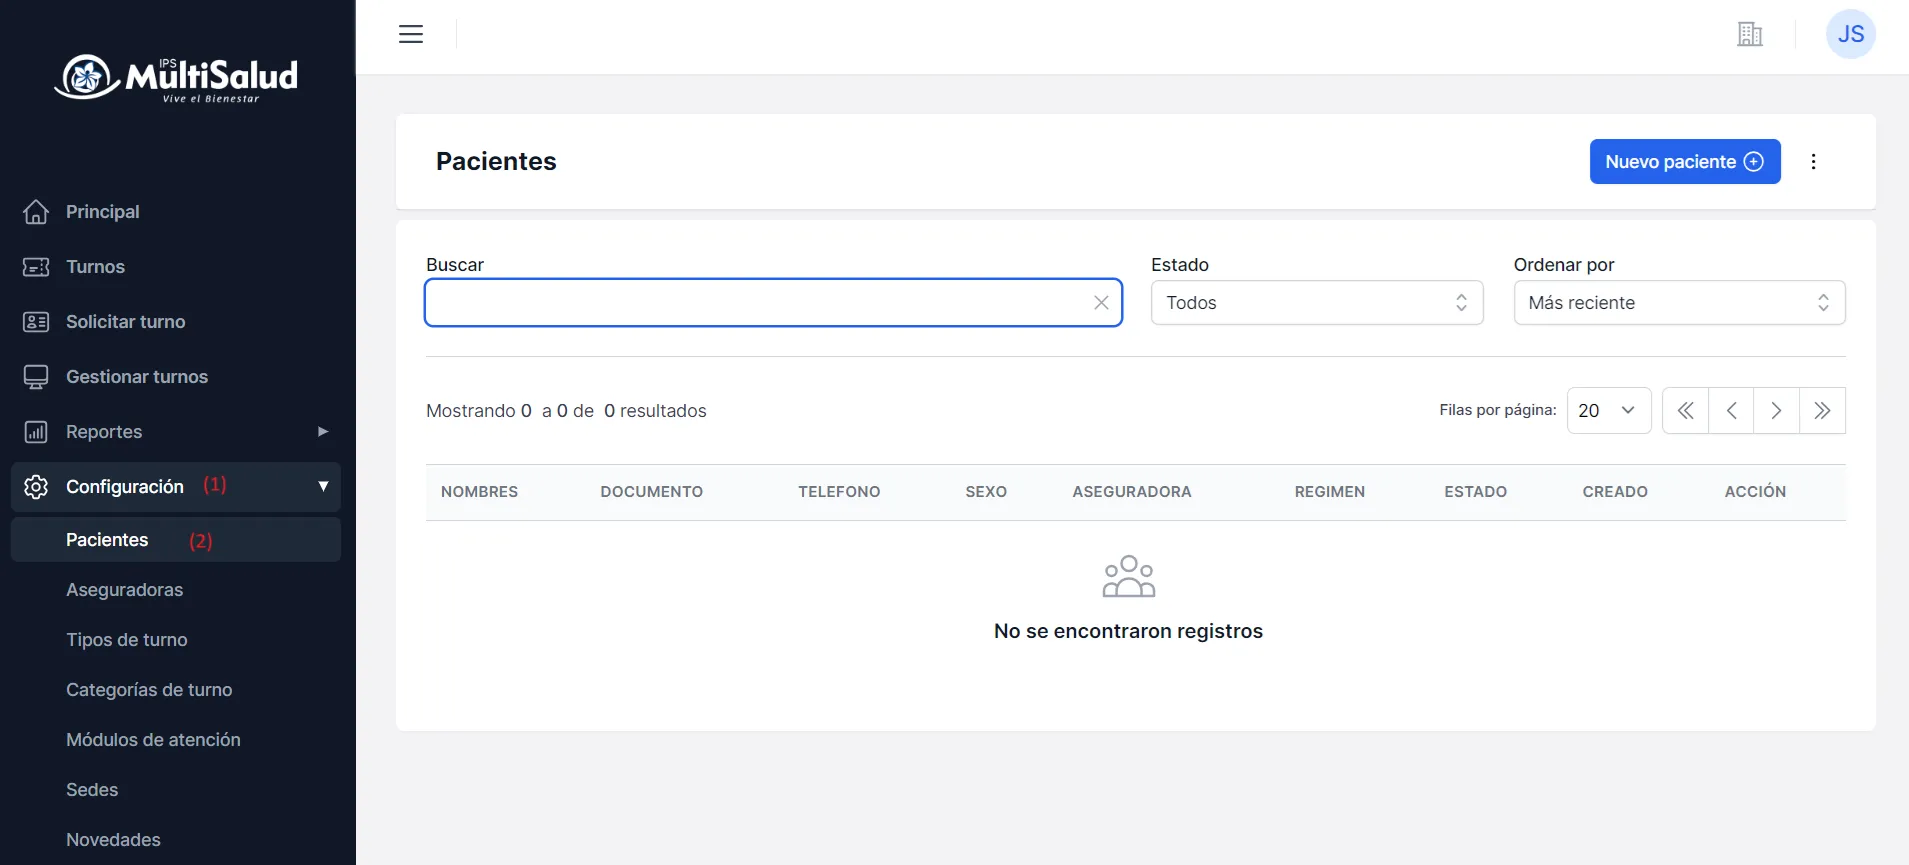 IPS
MultiSalud
Vive el Bienestar
JS
Principal
Turnos
Solicitar turno
Gestionar turnos
Reportes
Configuración (1)
Pacientes (2)
Aseguradoras
Tipos de turno
Categorías de turno
Módulos de atención
Sedes
Novedades
Pacientes
Nuevo paciente
Buscar
Estado
Todos
Ordenar por
Más reciente
Mostrando 0 a 0 de 0 resultados
Filas por página: 20
NOMBRES DOCUMENTO TELEFONO SEXO ASEGURADORA REGIMEN ESTADO CREADO ACCIÓN
No se encontraron registros